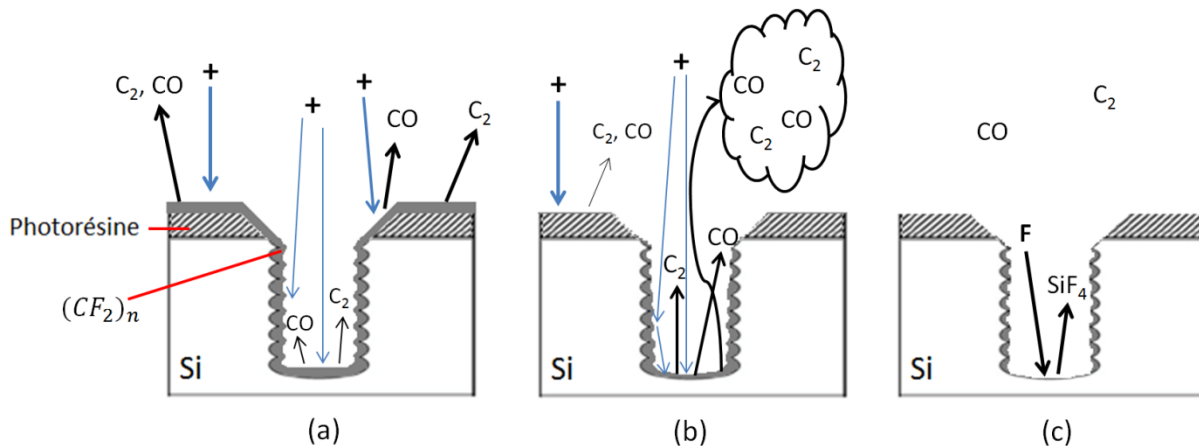 +
+
+
C₂, CO
CO
C₂
Photorésine
(CF₂)ₙ
CO
C₂
Si
(a)
+
+
C₂, CO
C₂
CO
CO
C₂
CO
C₂
Si
(b)
CO
C₂
F
SiF₄
Si
(c)